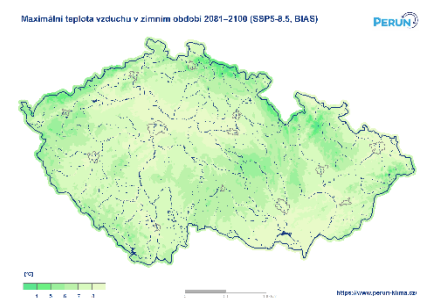 Maximální teplota vzduchu v zimním období 2081–2100 (SSP5-8.5, BIAS)
PERUN
[°C]
https://www.perun-klima.cz/